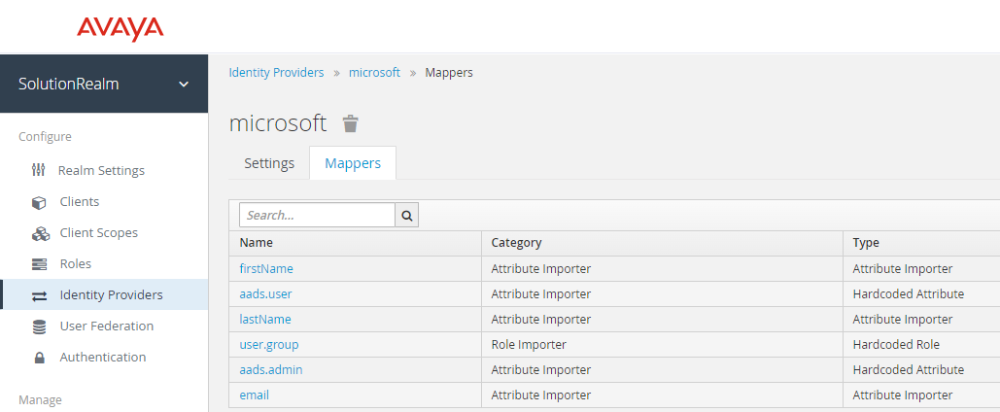 AVAYA
SolutionRealm
Configure
Realm Settings
Clients
Client Scopes
Roles
Identity Providers
User Federation
Authentication
Manage
Identity Providers » microsoft » Mappers
microsoft
Settings Mappers
Search...
Name Category Type
firstName Attribute Importer Attribute Importer
aads.user Attribute Importer Hardcoded Attribute
lastName Attribute Importer Attribute Importer
user.group Role Importer Hardcoded Role
aads.admin Attribute Importer Hardcoded Attribute
email Attribute Importer Attribute Importer